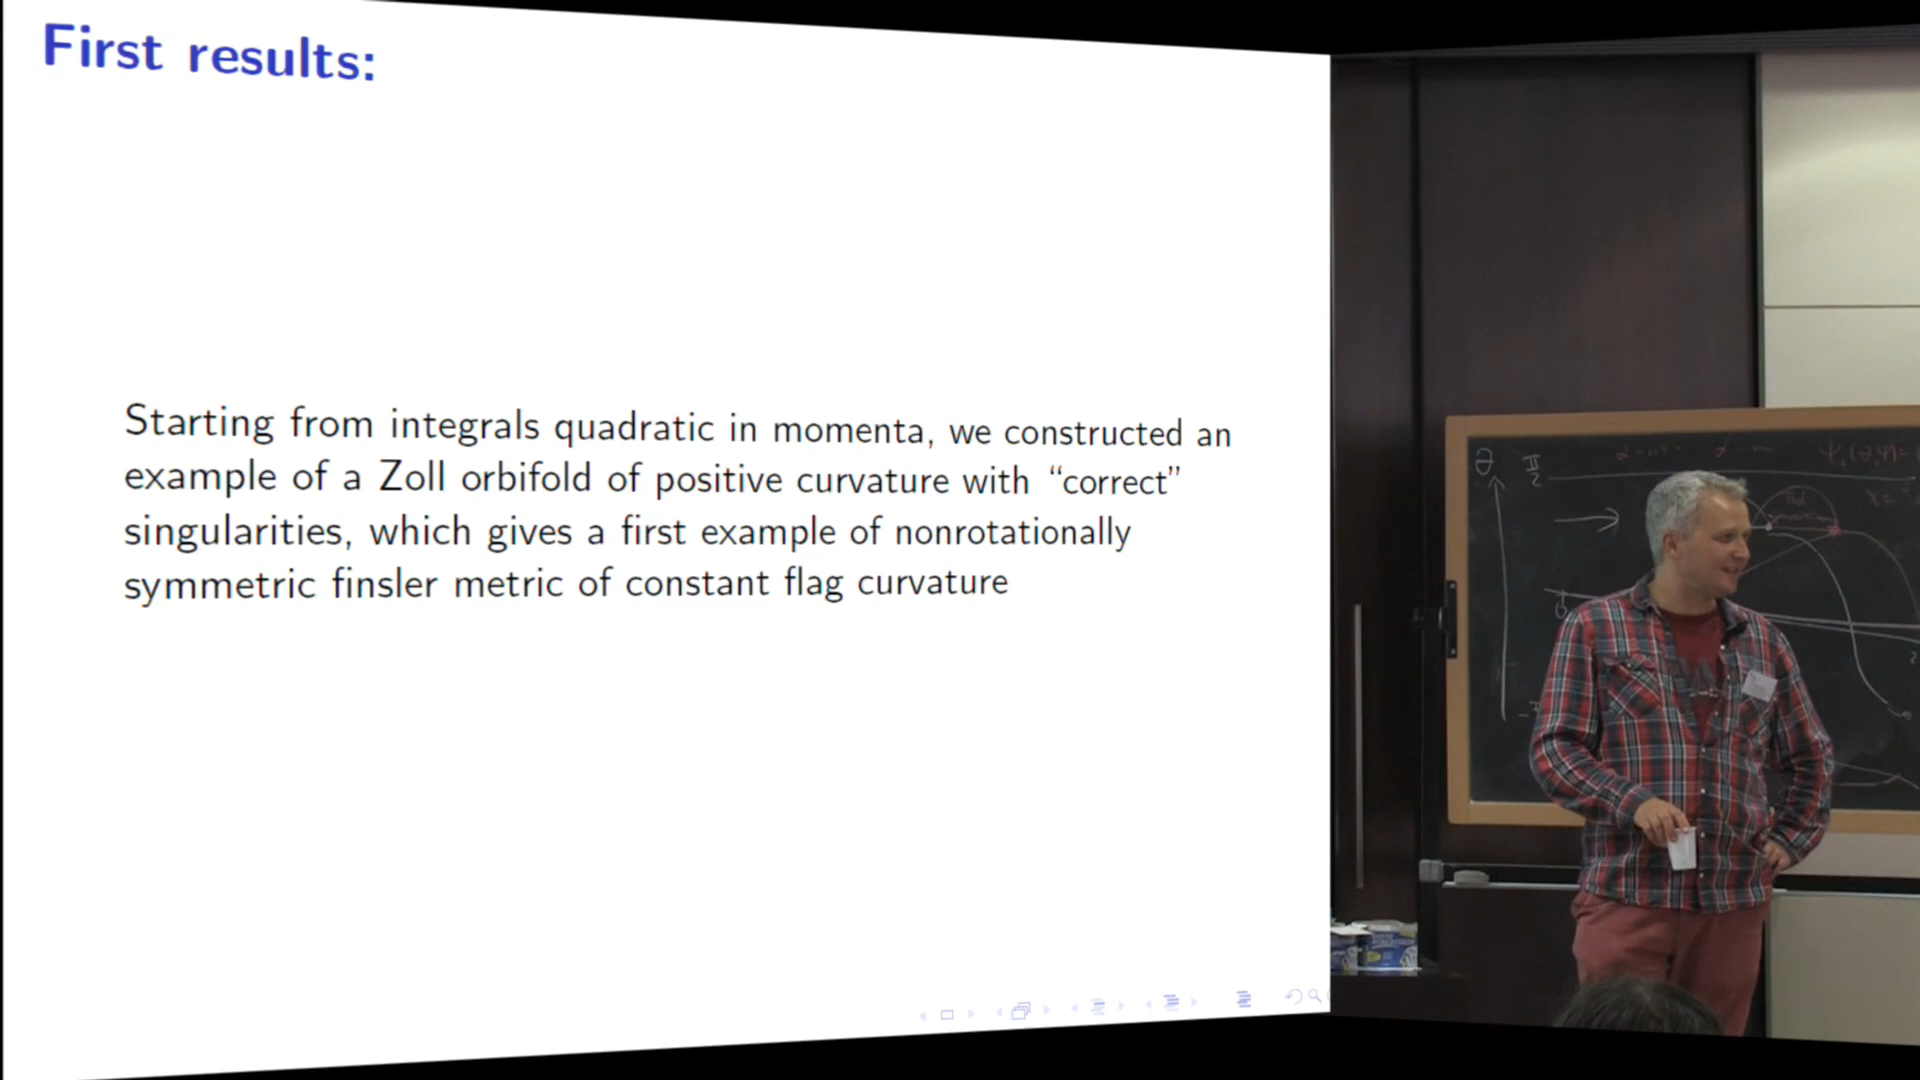 First results:
Starting from integrals quadratic in momenta, we constructed an
example of a Zoll orbifold of positive curvature with “correct”
singularities, which gives a first example of nonrotationally
symmetric finsler metric of constant flag curvature
θ
π
2